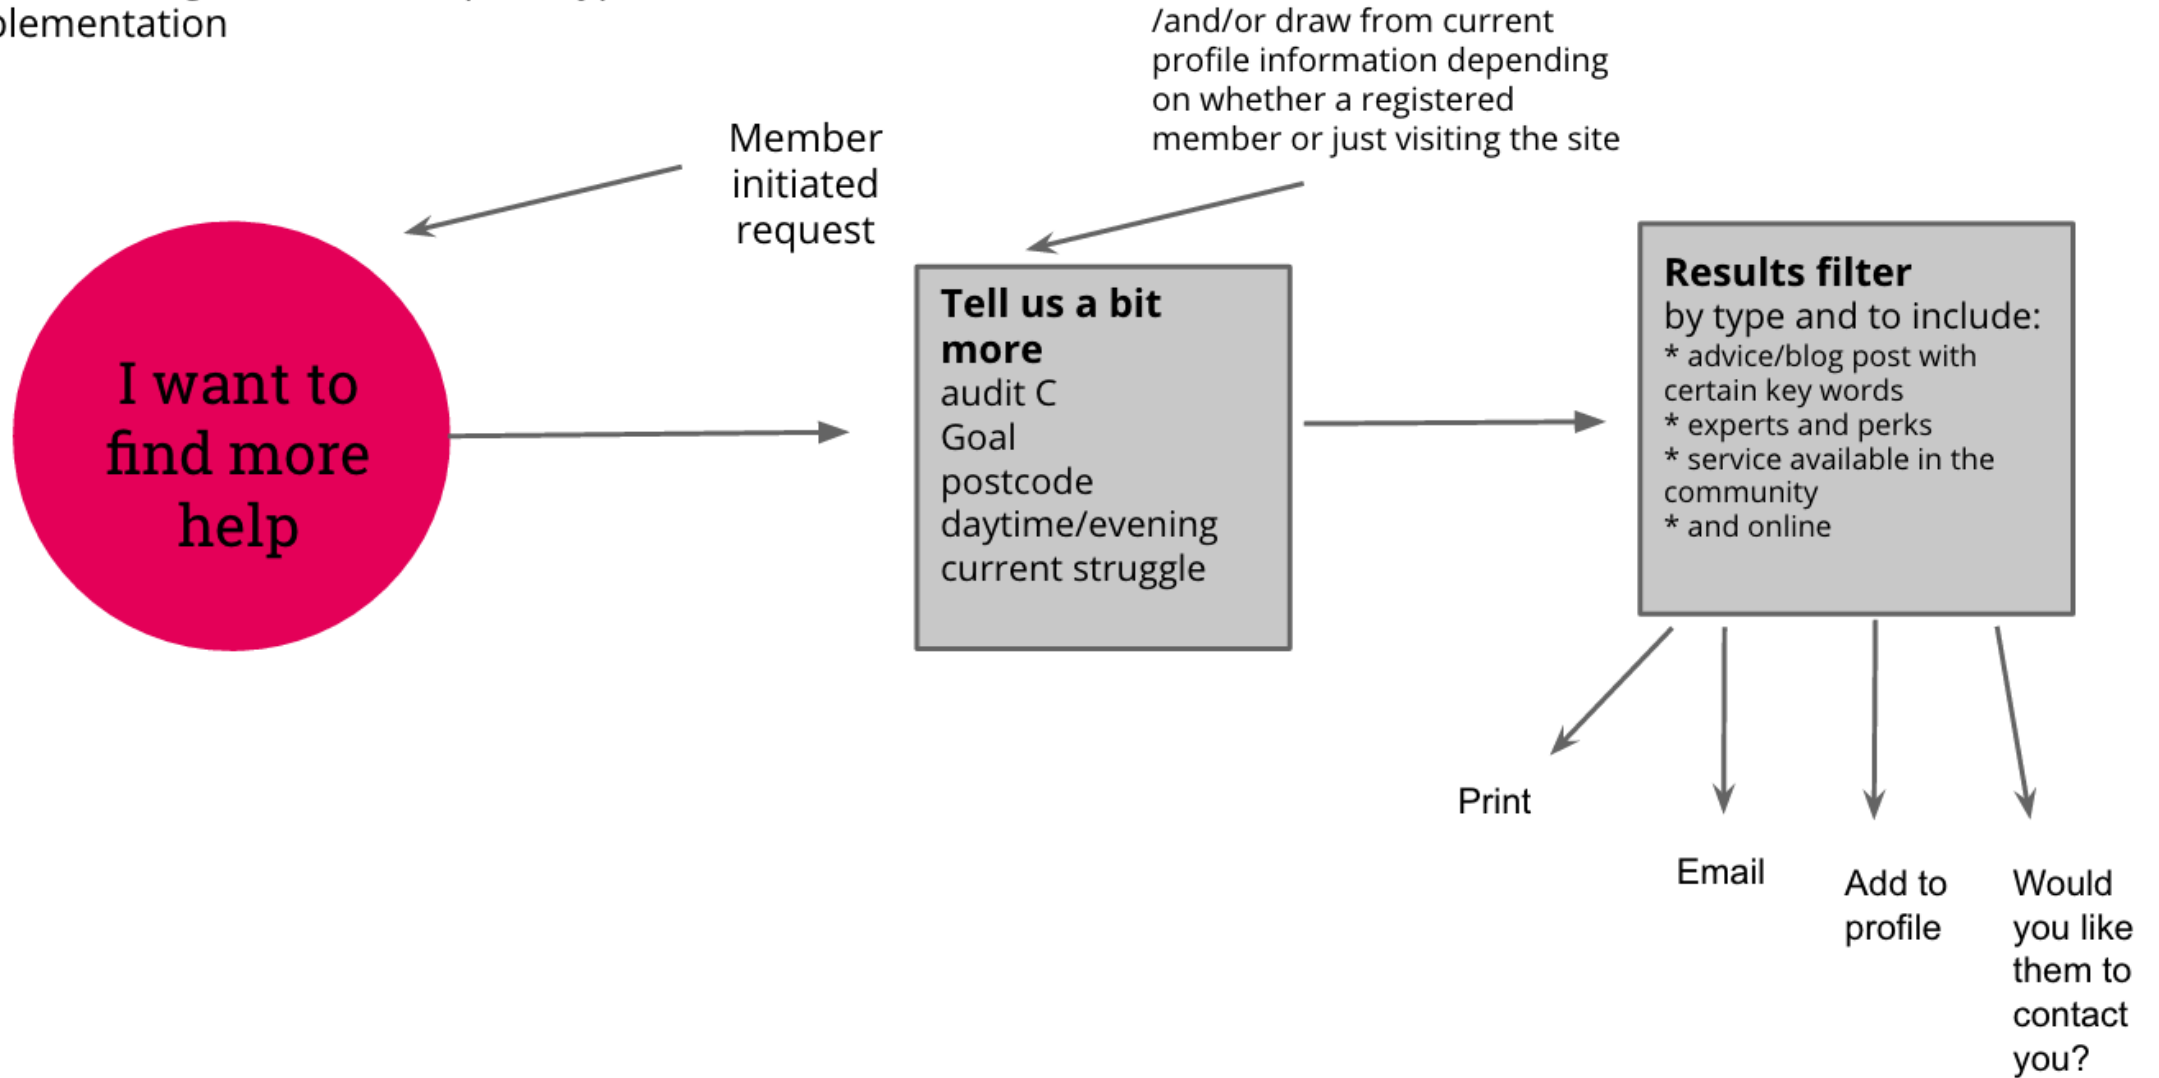 /and/or draw from current
profile information depending
on whether a registered
member or just visiting the site
Member
initiated
request
I want to
find more
help
Tell us a bit
more
audit C
Goal
postcode
daytime/evening
current struggle
Results filter
by type and to include:
* advice/blog post with
certain key words
* experts and perks
* service available in the
community
* and online
Print
Email
Add to
profile
Would
you like
them to
contact
you?